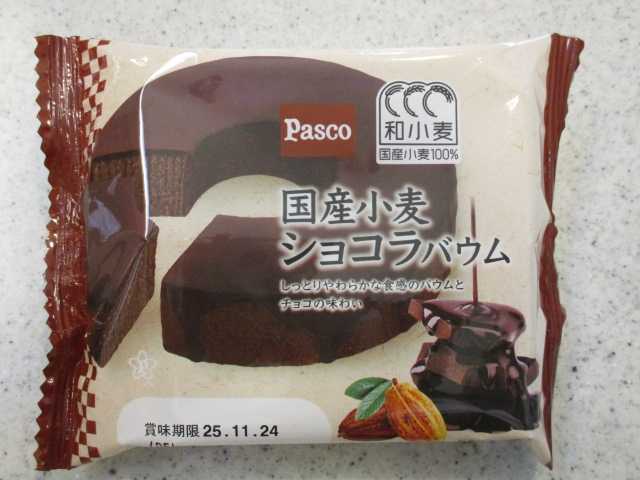 Pasco
和小麦
国産小麦100%
国産小麦
ショコラバウム
しっとりやわらかな食感のバウムと
チョコの味わい
賞味期限 25.11.24